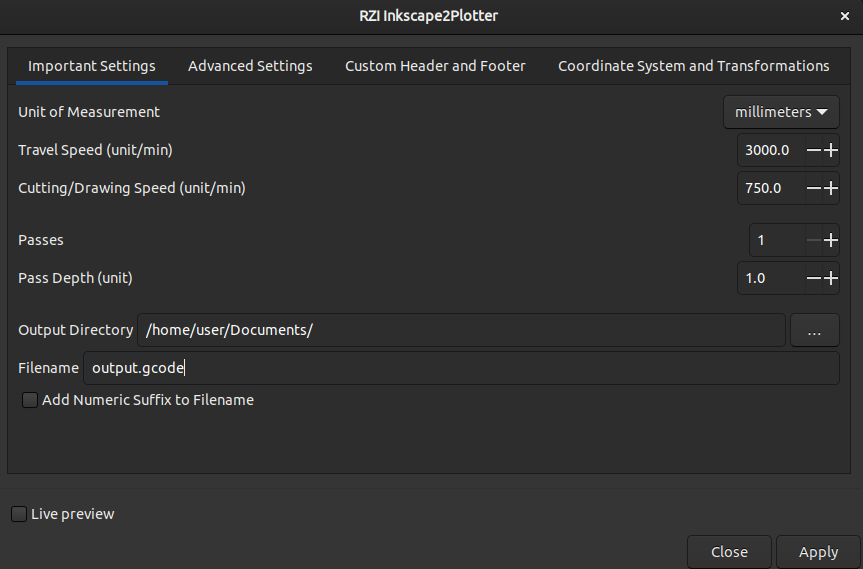 RZI Inkscape2Plotter
Important Settings Advanced Settings Custom Header and Footer Coordinate System and Transformations
Unit of Measurement millimeters
Travel Speed (unit/min) 3000.0
Cutting/Drawing Speed (unit/min) 750.0
Passes 1
Pass Depth (unit) 1.0
Output Directory /home/user/Documents/ ...
Filename output.gcode
Add Numeric Suffix to Filename
Live preview
Close Apply